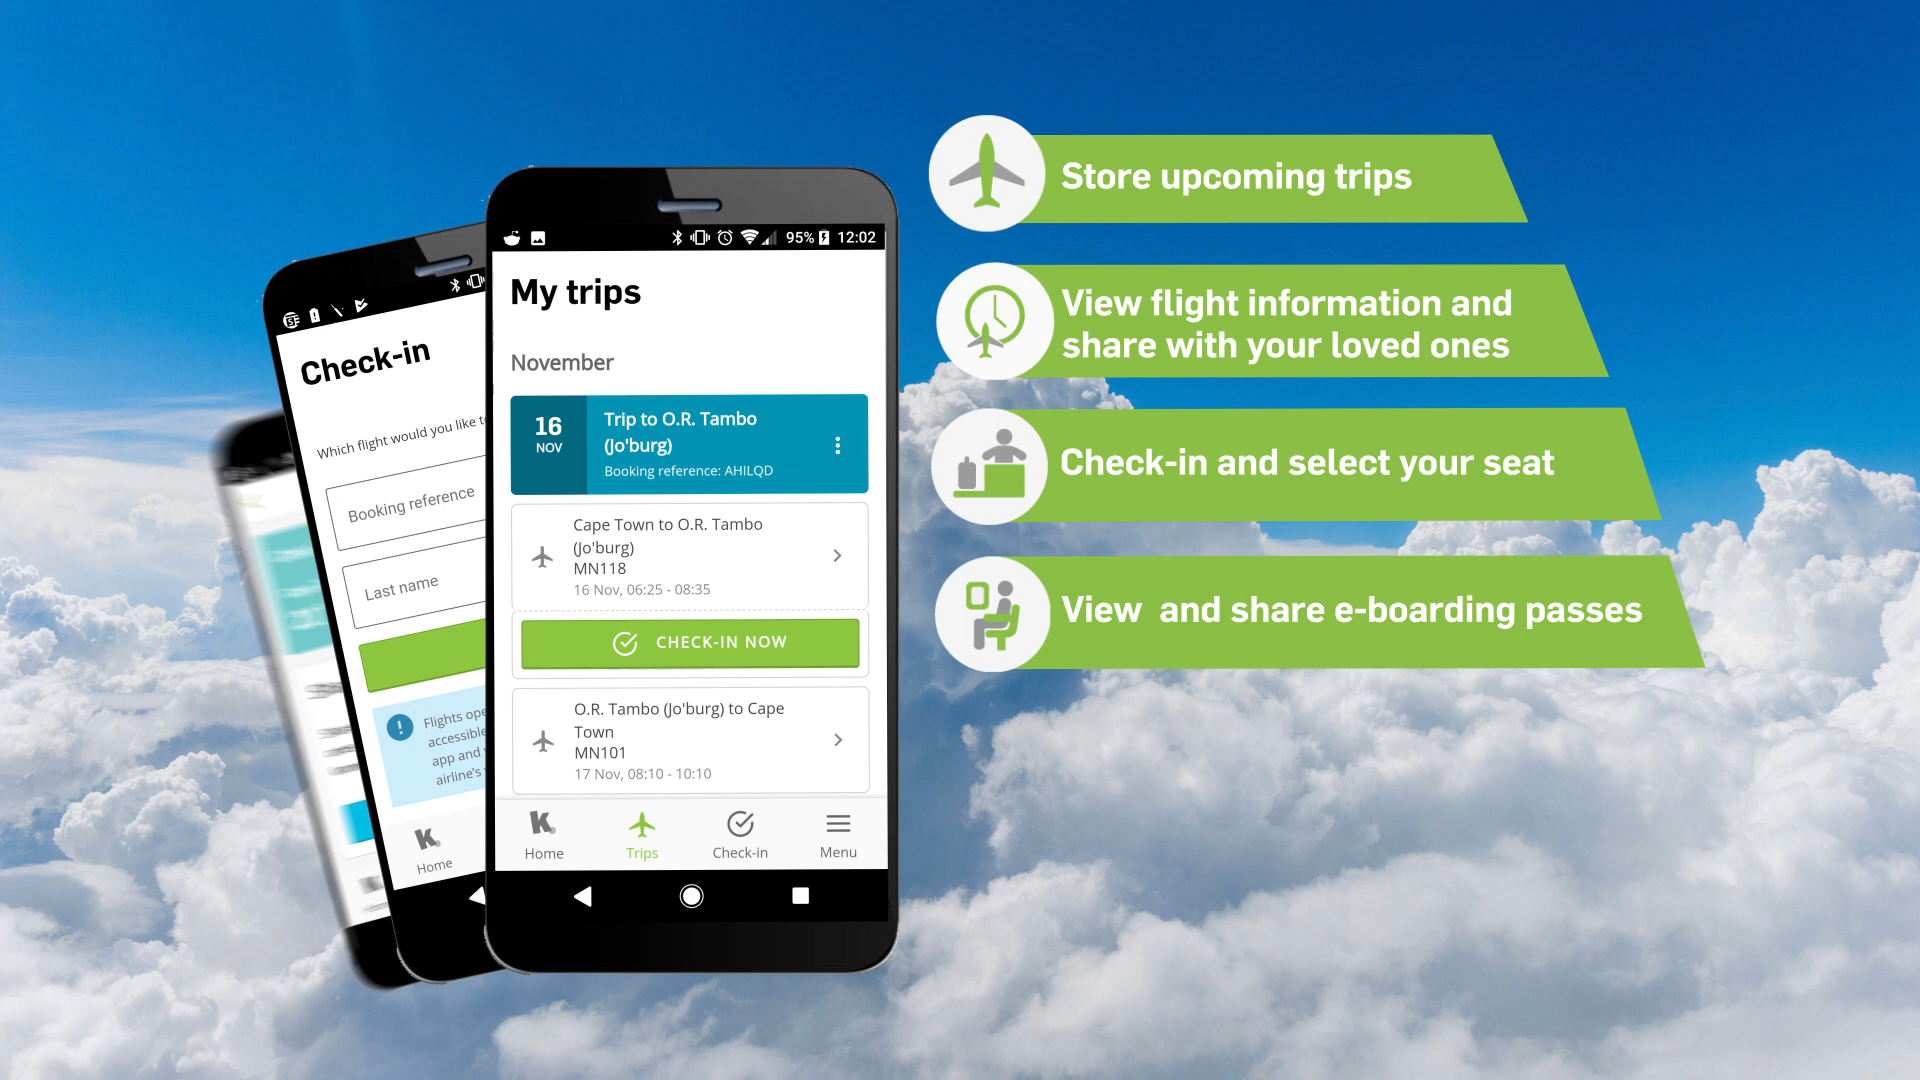 Store upcoming trips
View flight information and
share with your loved ones
Check-in and select your seat
View  and share e-boarding passes
95% 12:02
My trips
November
16
NOV
Trip to O.R. Tambo
(Jo'burg)
Booking reference: AHILQD
Cape Town to O.R. Tambo
(Jo'burg)
MN118
16 Nov, 06:25 - 08:35
CHECK-IN NOW
O.R. Tambo (Jo'burg) to Cape
Town
MN101
17 Nov, 08:10 - 10:10
Home
Trips
Check-in
Menu
Check-in
Which flight would you like
Booking reference
Last name
Flights
accessible
app and
airline's
k
Home